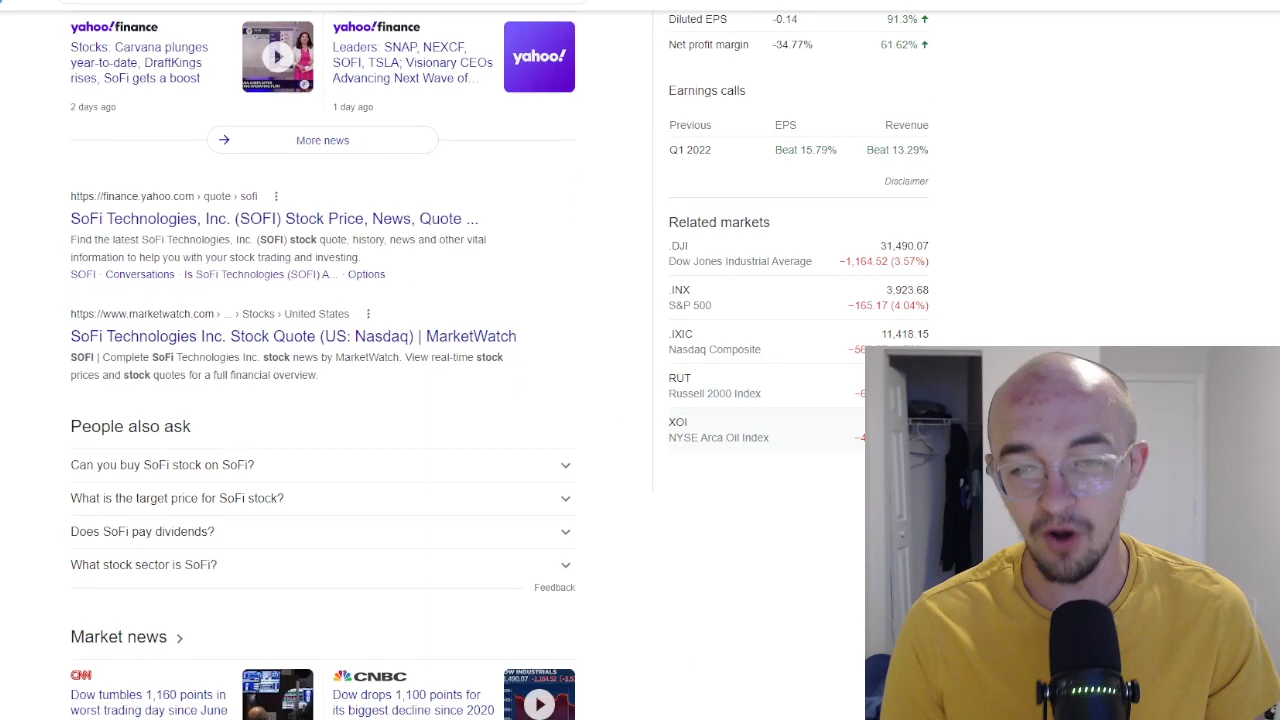 yahoo!finance
Stocks: Carvana plunges
year-to-date, DraftKings
rises, SoFi gets a boost
2 days ago
yahoo!finance
Leaders: SNAP, NEXCF,
SOFI, TSLA; Visionary CEOs
Advancing Next Wave of...
yahoo!
1 day ago
More news
https://finance.yahoo.com › quote › sofi
SoFi Technologies, Inc. (SOFI) Stock Price, News, Quote ...
Find the latest SoFi Technologies, Inc. (SOFI) stock quote, history, news and other vital
information to help you with your stock trading and investing.
SOFI · Conversations · Is SoFi Technologies (SOFI) A... · Options
https://www.marketwatch.com › ... › Stocks › United States
SoFi Technologies Inc. Stock Quote (US: Nasdaq) | MarketWatch
SOFI | Complete SoFi Technologies Inc. stock news by MarketWatch. View real-time stock
prices and stock quotes for a full financial overview.
People also ask
Can you buy SoFi stock on SoFi?
What is the target price for SoFi stock?
Does SoFi pay dividends?
What stock sector is SoFi?
Feedback
Market news
CNN
Dow tumbles 1,160 points in
worst trading day since June
CNBC
Dow drops 1,100 points for
its biggest decline since 2020
Diluted EPS -0.14 91.3%
Net profit margin -34.77% 61.62%
Earnings calls
Previous EPS Revenue
Q1 2022 Beat 15.79% Beat 13.29%
Disclaimer
Related markets
.DJI 31,490.07
Dow Jones Industrial Average −1,164.52 (3.57%)
.INX 3,923.68
S&P 500 −165.17 (4.04%)
.IXIC 11,418.15
Nasdaq Composite
RUT
Russell 2000 Index
XOI
NYSE Arca Oil Index